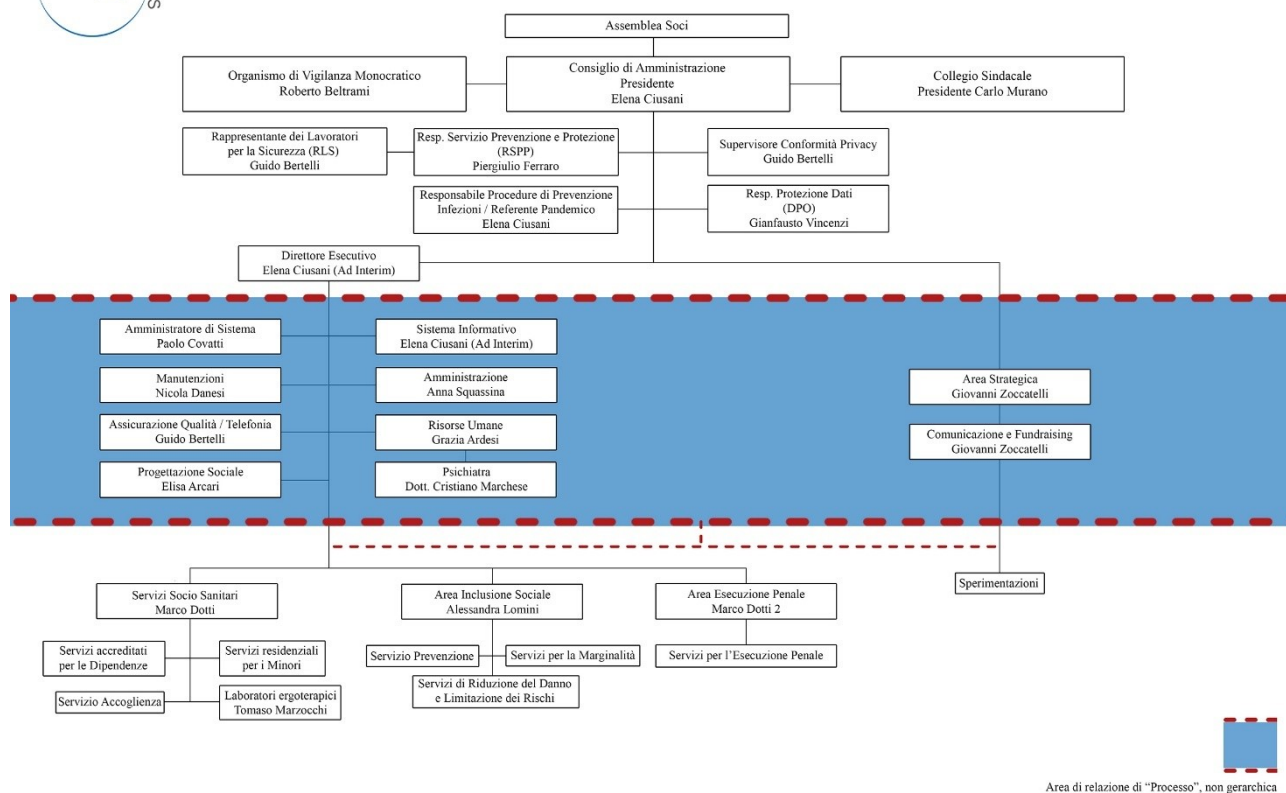 S
Assemblea Soci
Organismo di Vigilanza Monocratico
Roberto Beltrami
Consiglio di Amministrazione
Presidente
Elena Ciusani
Collegio Sindacale
Presidente Carlo Murano
Rappresentante dei Lavoratori
per la Sicurezza (RLS)
Guido Bertelli
Resp. Servizio Prevenzione e Protezione
(RSPP)
Piergiulio Ferraro
Supervisore Conformità Privacy
Guido Bertelli
Responsabile Procedure di Prevenzione
Infezioni / Referente Pandemico
Elena Ciusani
Resp. Protezione Dati
(DPO)
Gianfausto Vincenzi
Direttore Esecutivo
Elena Ciusani (Ad Interim)
Amministratore di Sistema
Paolo Covatti
Sistema Informativo
Elena Ciusani (Ad Interim)
Manutenzioni
Nicola Danesi
Amministrazione
Anna Squassina
Area Strategica
Giovanni Zoccatelli
Assicurazione Qualità / Telefonia
Guido Bertelli
Risorse Umane
Grazia Ardesi
Comunicazione e Fundraising
Giovanni Zoccatelli
Progettazione Sociale
Elisa Arcari
Psichiatra
Dott. Cristiano Marchese
Servizi Socio Sanitari
Marco Dotti
Area Inclusione Sociale
Alessandra Lomini
Area Esecuzione Penale
Marco Dotti 2
Sperimentazioni
Servizi accreditati
per le Dipendenze
Servizi residenziali
per i Minori
Servizio Prevenzione
Servizi per la Marginalità
Servizi per l'Esecuzione Penale
Servizio Accoglienza
Laboratori ergoterapici
Tomaso Marzocchi
Servizi di Riduzione del Danno
e Limitazione dei Rischi
Area di relazione di “Processo”, non gerarchica